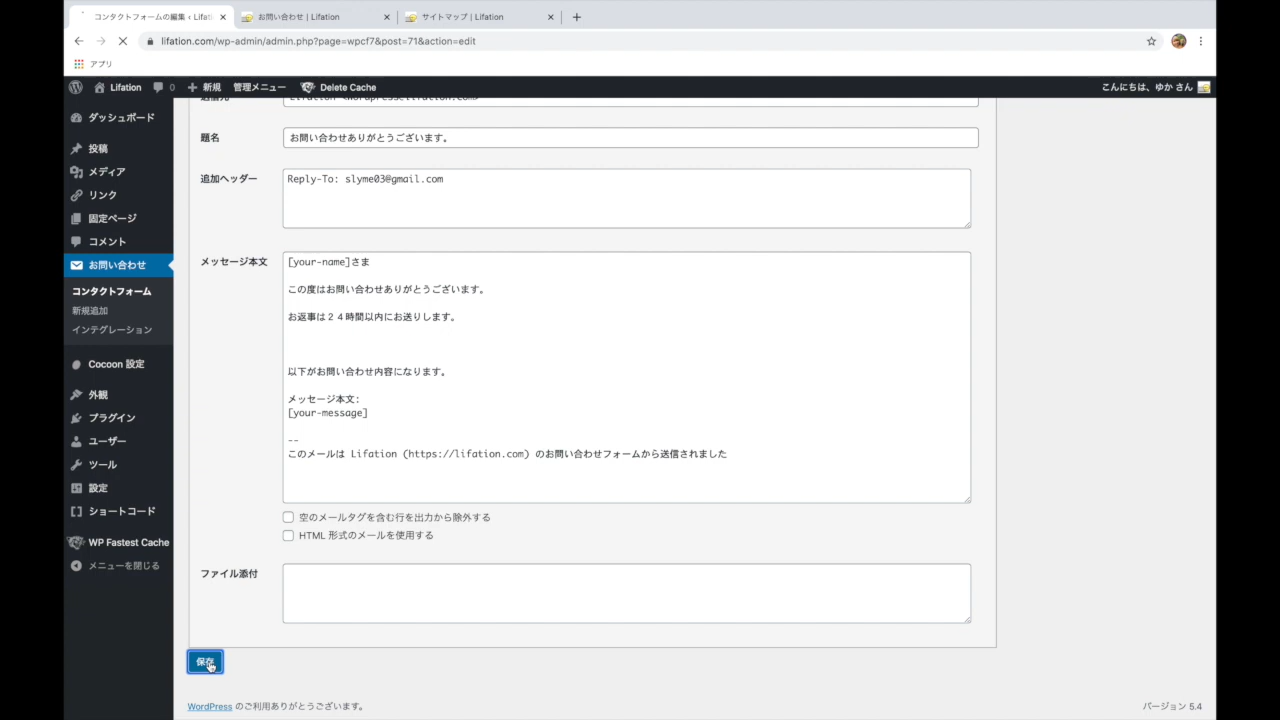 コンタクトフォームの編集 ‹ Lifati
お問い合わせ | Lifation
サイトマップ | Lifation
lifation.com/wp-admin/admin.php?page=wpcf7&post=71&action=edit
アプリ
Lifation
0
新規
管理メニュー
Delete Cache
こんにちは、ゆか さん
ダッシュボード
投稿
メディア
リンク
固定ページ
コメント
お問い合わせ
コンタクトフォーム
新規追加
インテグレーション
Cocoon 設定
外観
プラグイン
ユーザー
ツール
設定
ショートコード
WP Fastest Cache
メニューを閉じる
題名
お問い合わせありがとうございます。
追加ヘッダー
Reply-To: slyme03@gmail.com
メッセージ本文
[your-name]さま
この度はお問い合わせありがとうございます。
お返事は２４時間以内にお送りします。
以下がお問い合わせ内容になります。
メッセージ本文:
[your-message]
--
このメールは Lifation (https://lifation.com) のお問い合わせフォームから送信されました
空のメールタグを含む行を出力から除外する
HTML 形式のメールを使用する
ファイル添付
保存
WordPress のご利用ありがとうございます。
バージョン 5.4